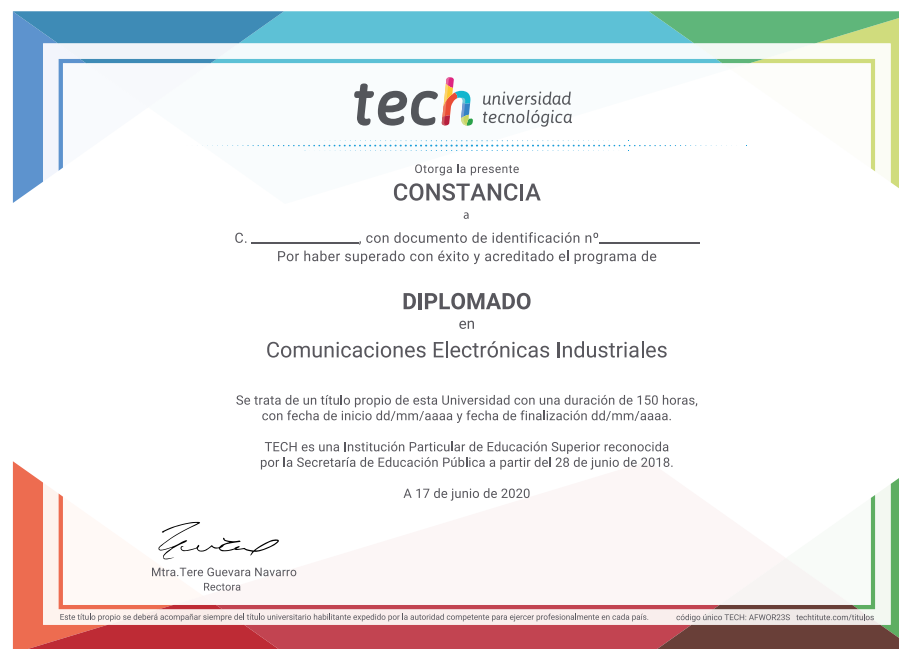 tech universidad
tecnológica
Otorga la presente
CONSTANCIA
a
C. ____________, con documento de identificación nº____________
Por haber superado con éxito y acreditado el programa de
DIPLOMADO
en
Comunicaciones Electrónicas Industriales
Se trata de un título propio de esta Universidad con una duración de 150 horas,
con fecha de inicio dd/mm/aaaa y fecha de finalización dd/mm/aaaa.
TECH es una Institución Particular de Educación Superior reconocida
por la Secretaría de Educación Pública a partir del 28 de junio de 2018.
A 17 de junio de 2020
Mtra.Tere Guevara Navarro
Rectora
Este título propio se deberá acompañar siempre del título universitario habilitante expedido por la autoridad competente para ejercer profesionalmente en cada país. código único TECH: AFWOR23S techtitute.com/titulos